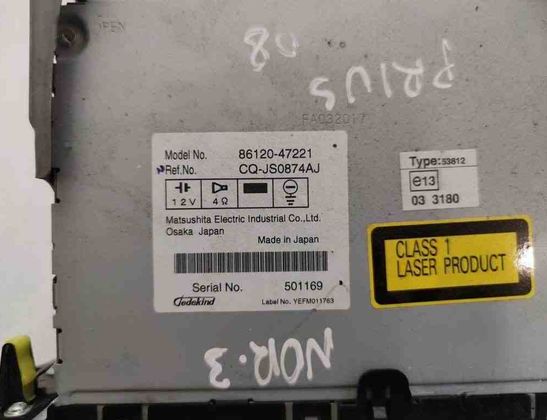 OPEN
PRIUS
08
FA032017
Model No. 86120-47221
Ref.No. CQ-JS0874AJ
12V 4Ω
Matsushita Electric Industrial Co.,Ltd.
Osaka Japan
Made in Japan
Serial No. 501169
Jedekind Label No. YEFM011763
Type:53812
e13
03 3180
CLASS 1
LASER PRODUCT
NOR.3